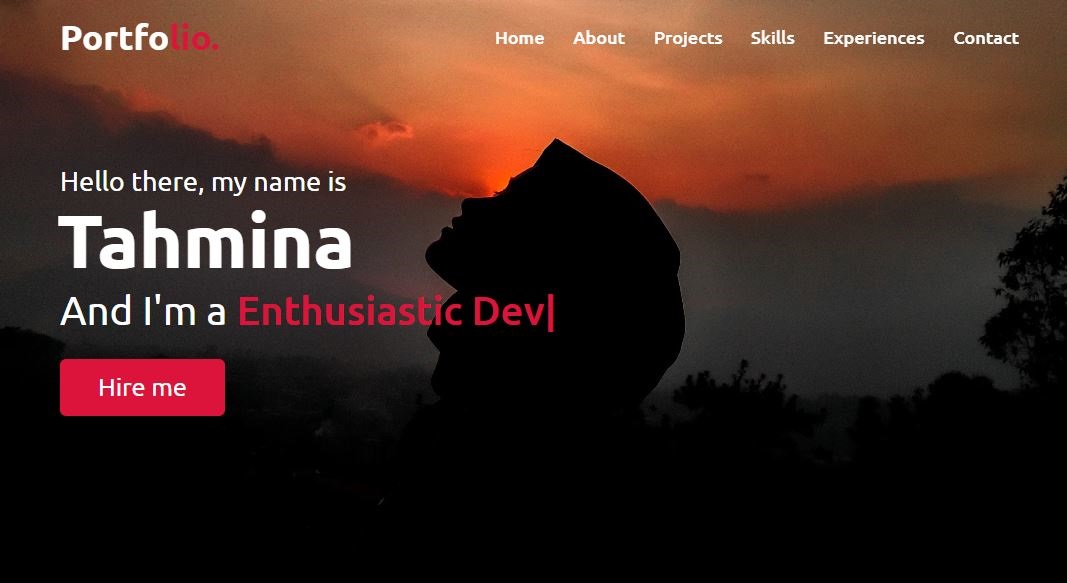 Portfolio.
Home About Projects Skills Experiences Contact
Hello there, my name is
Tahmina
And I'm a Enthusiastic Dev|
Hire me